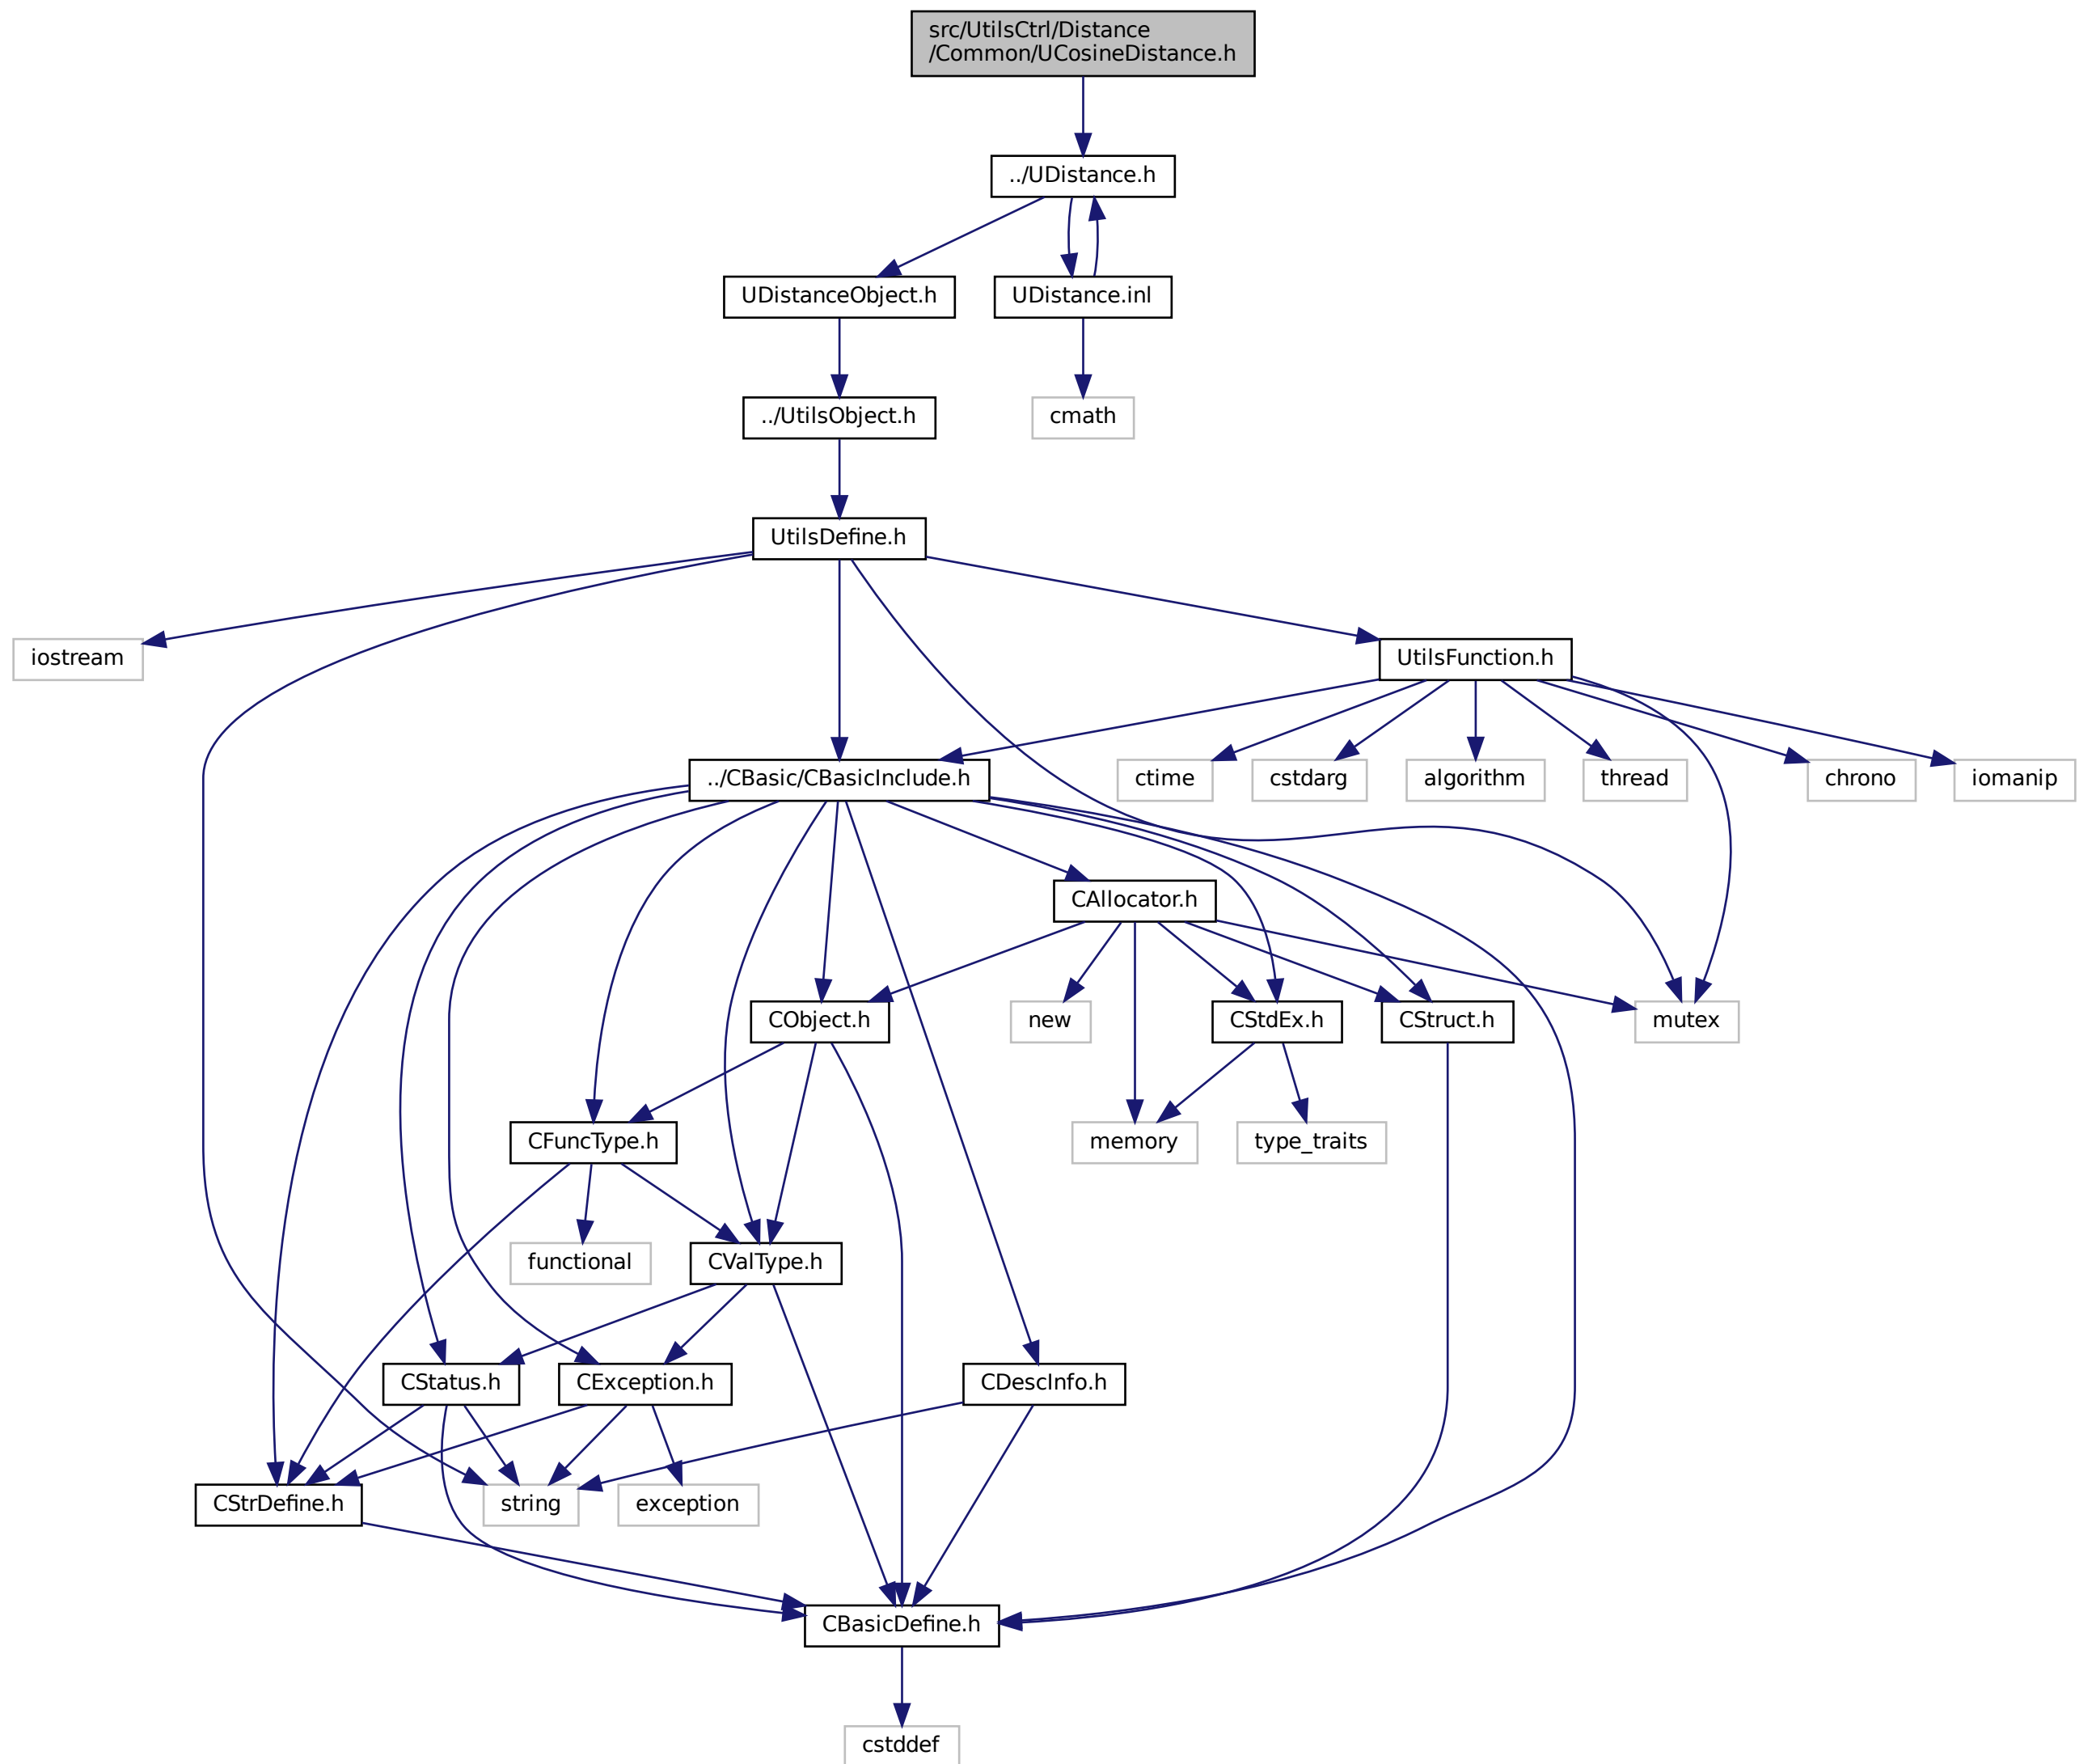 src/UtilsCtrl/Distance
/Common/UCosineDistance.h
../UDistance.h
UDistanceObject.h
UDistance.inl
../UtilsObject.h
cmath
UtilsDefine.h
iostream
UtilsFunction.h
../CBasic/CBasicInclude.h
ctime
cstdarg
algorithm
thread
chrono
iomanip
CAllocator.h
CObject.h
new
CStdEx.h
CStruct.h
mutex
CFuncType.h
memory
type_traits
functional
CValType.h
CStatus.h
CException.h
CDescInfo.h
CStrDefine.h
string
exception
CBasicDefine.h
cstddef